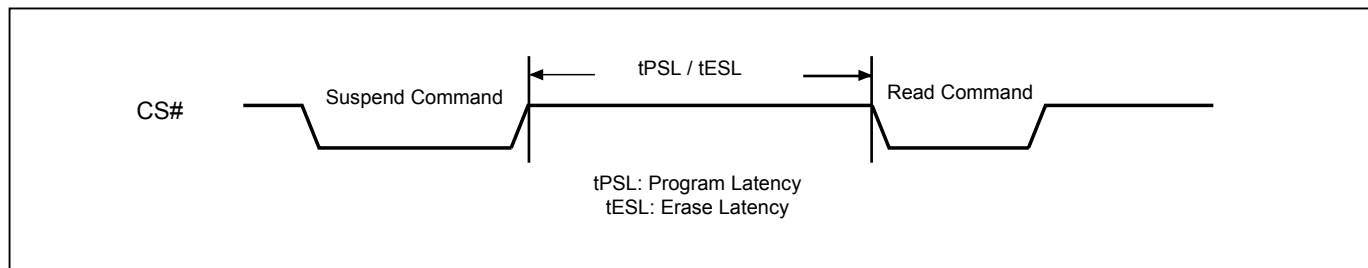 tPSL / tESL
Suspend Command
Read Command
CS#
tPSL: Program Latency
tESL: Erase Latency